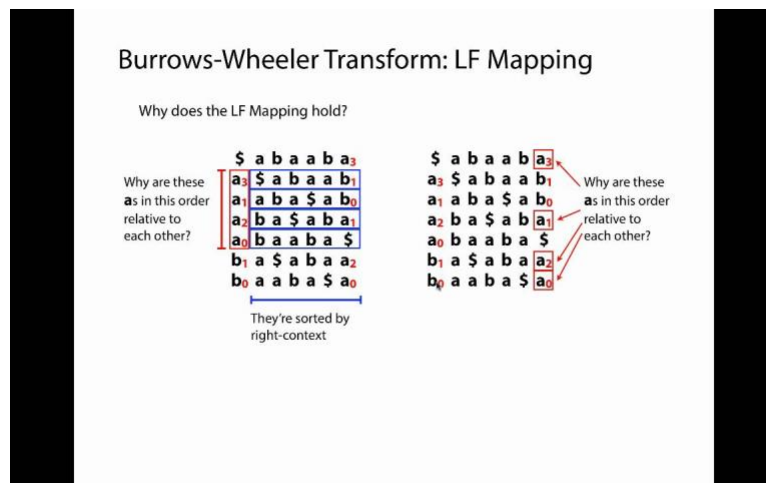 Burrows-Wheeler Transform: LF Mapping
Why does the LF Mapping hold?
$ a b a a b a3
a3 $ a b a a b1
a1 a b a $ a b0
a2 b a $ a b a1
a0 b a a b a $
b1 a $ a b a a2
b0 a a b a $ a0
Why are these
as in this order
relative to
each other?
They're sorted by
right-context
$ a b a a b a3
a3 $ a b a a b1
a1 a b a $ a b0
a2 b a $ a b a1
a0 b a a b a $
b1 a $ a b a a2
b0 a a b a $ a0
Why are these
as in this order
relative to
each other?